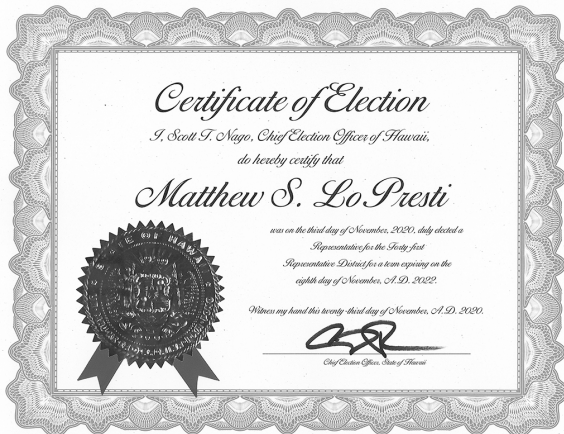 Certificate of Election
I, Scott T. Nago, Chief Election Officer of Hawaii,
do hereby certify that
Matthew S. LoPresti
was on the third day of November, 2020, duly elected a
Representative for the Forty-first
Representative District for a term expiring on the
eighth day of November, A.D. 2022.
Witness my hand this twenty-third day of November, A.D. 2020.
Chief Election Officer, State of Hawaii
STATE OF HAWAII